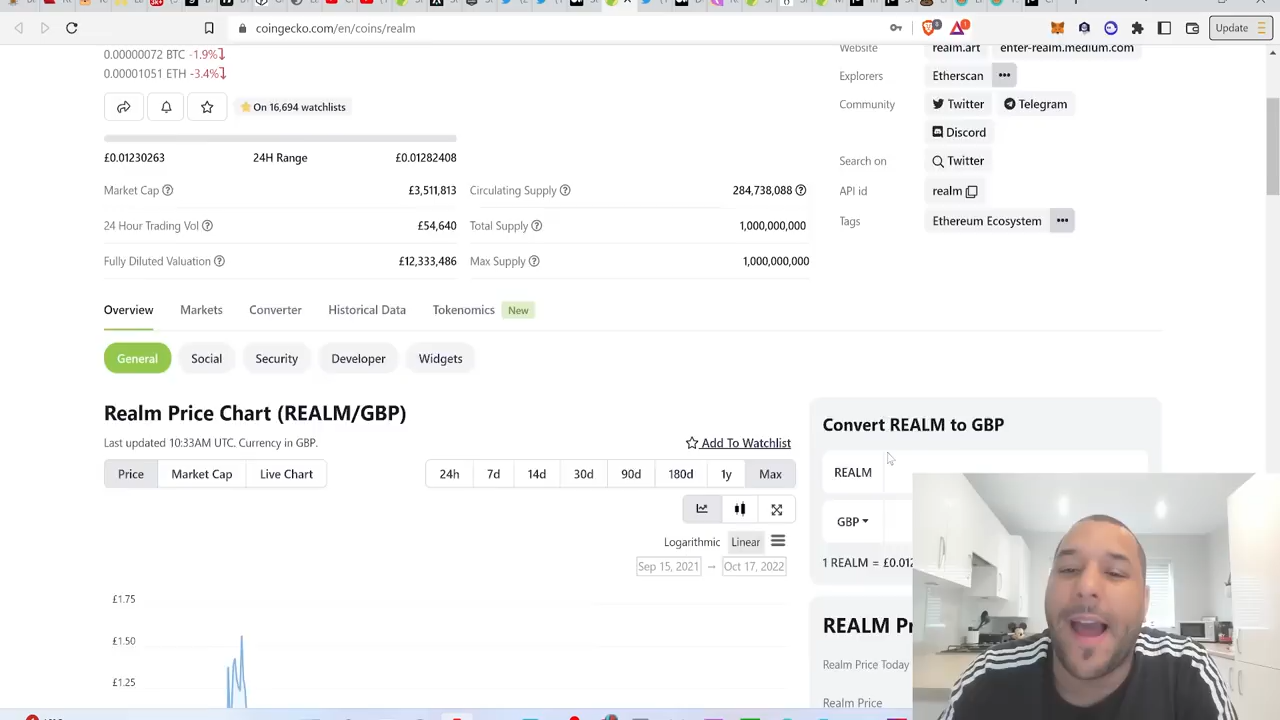 coingecko.com/en/coins/realm
Update
0.00000072 BTC -1.9%
0.00001051 ETH -3.4%
On 16,694 watchlists
£0.01230263 24H Range £0.01282408
Market Cap £3,511,813
24 Hour Trading Vol £54,640
Fully Diluted Valuation £12,333,486
Circulating Supply 284,738,088
Total Supply 1,000,000,000
Max Supply 1,000,000,000
Website realm.art enter-realm.medium.com
Explorers Etherscan
Community Twitter Telegram
Discord
Search on Twitter
API id realm
Tags Ethereum Ecosystem
Overview Markets Converter Historical Data Tokenomics New
General Social Security Developer Widgets
Realm Price Chart (REALM/GBP)
Last updated 10:33AM UTC. Currency in GBP.
Add To Watchlist
Price Market Cap Live Chart
24h 7d 14d 30d 90d 180d 1y Max
Logarithmic Linear
Sep 15, 2021 → Oct 17, 2022
£1.75
£1.50
£1.25
Convert REALM to GBP
REALM
GBP
1 REALM = £0.012
REALM Pr
Realm Price Today
Realm Price